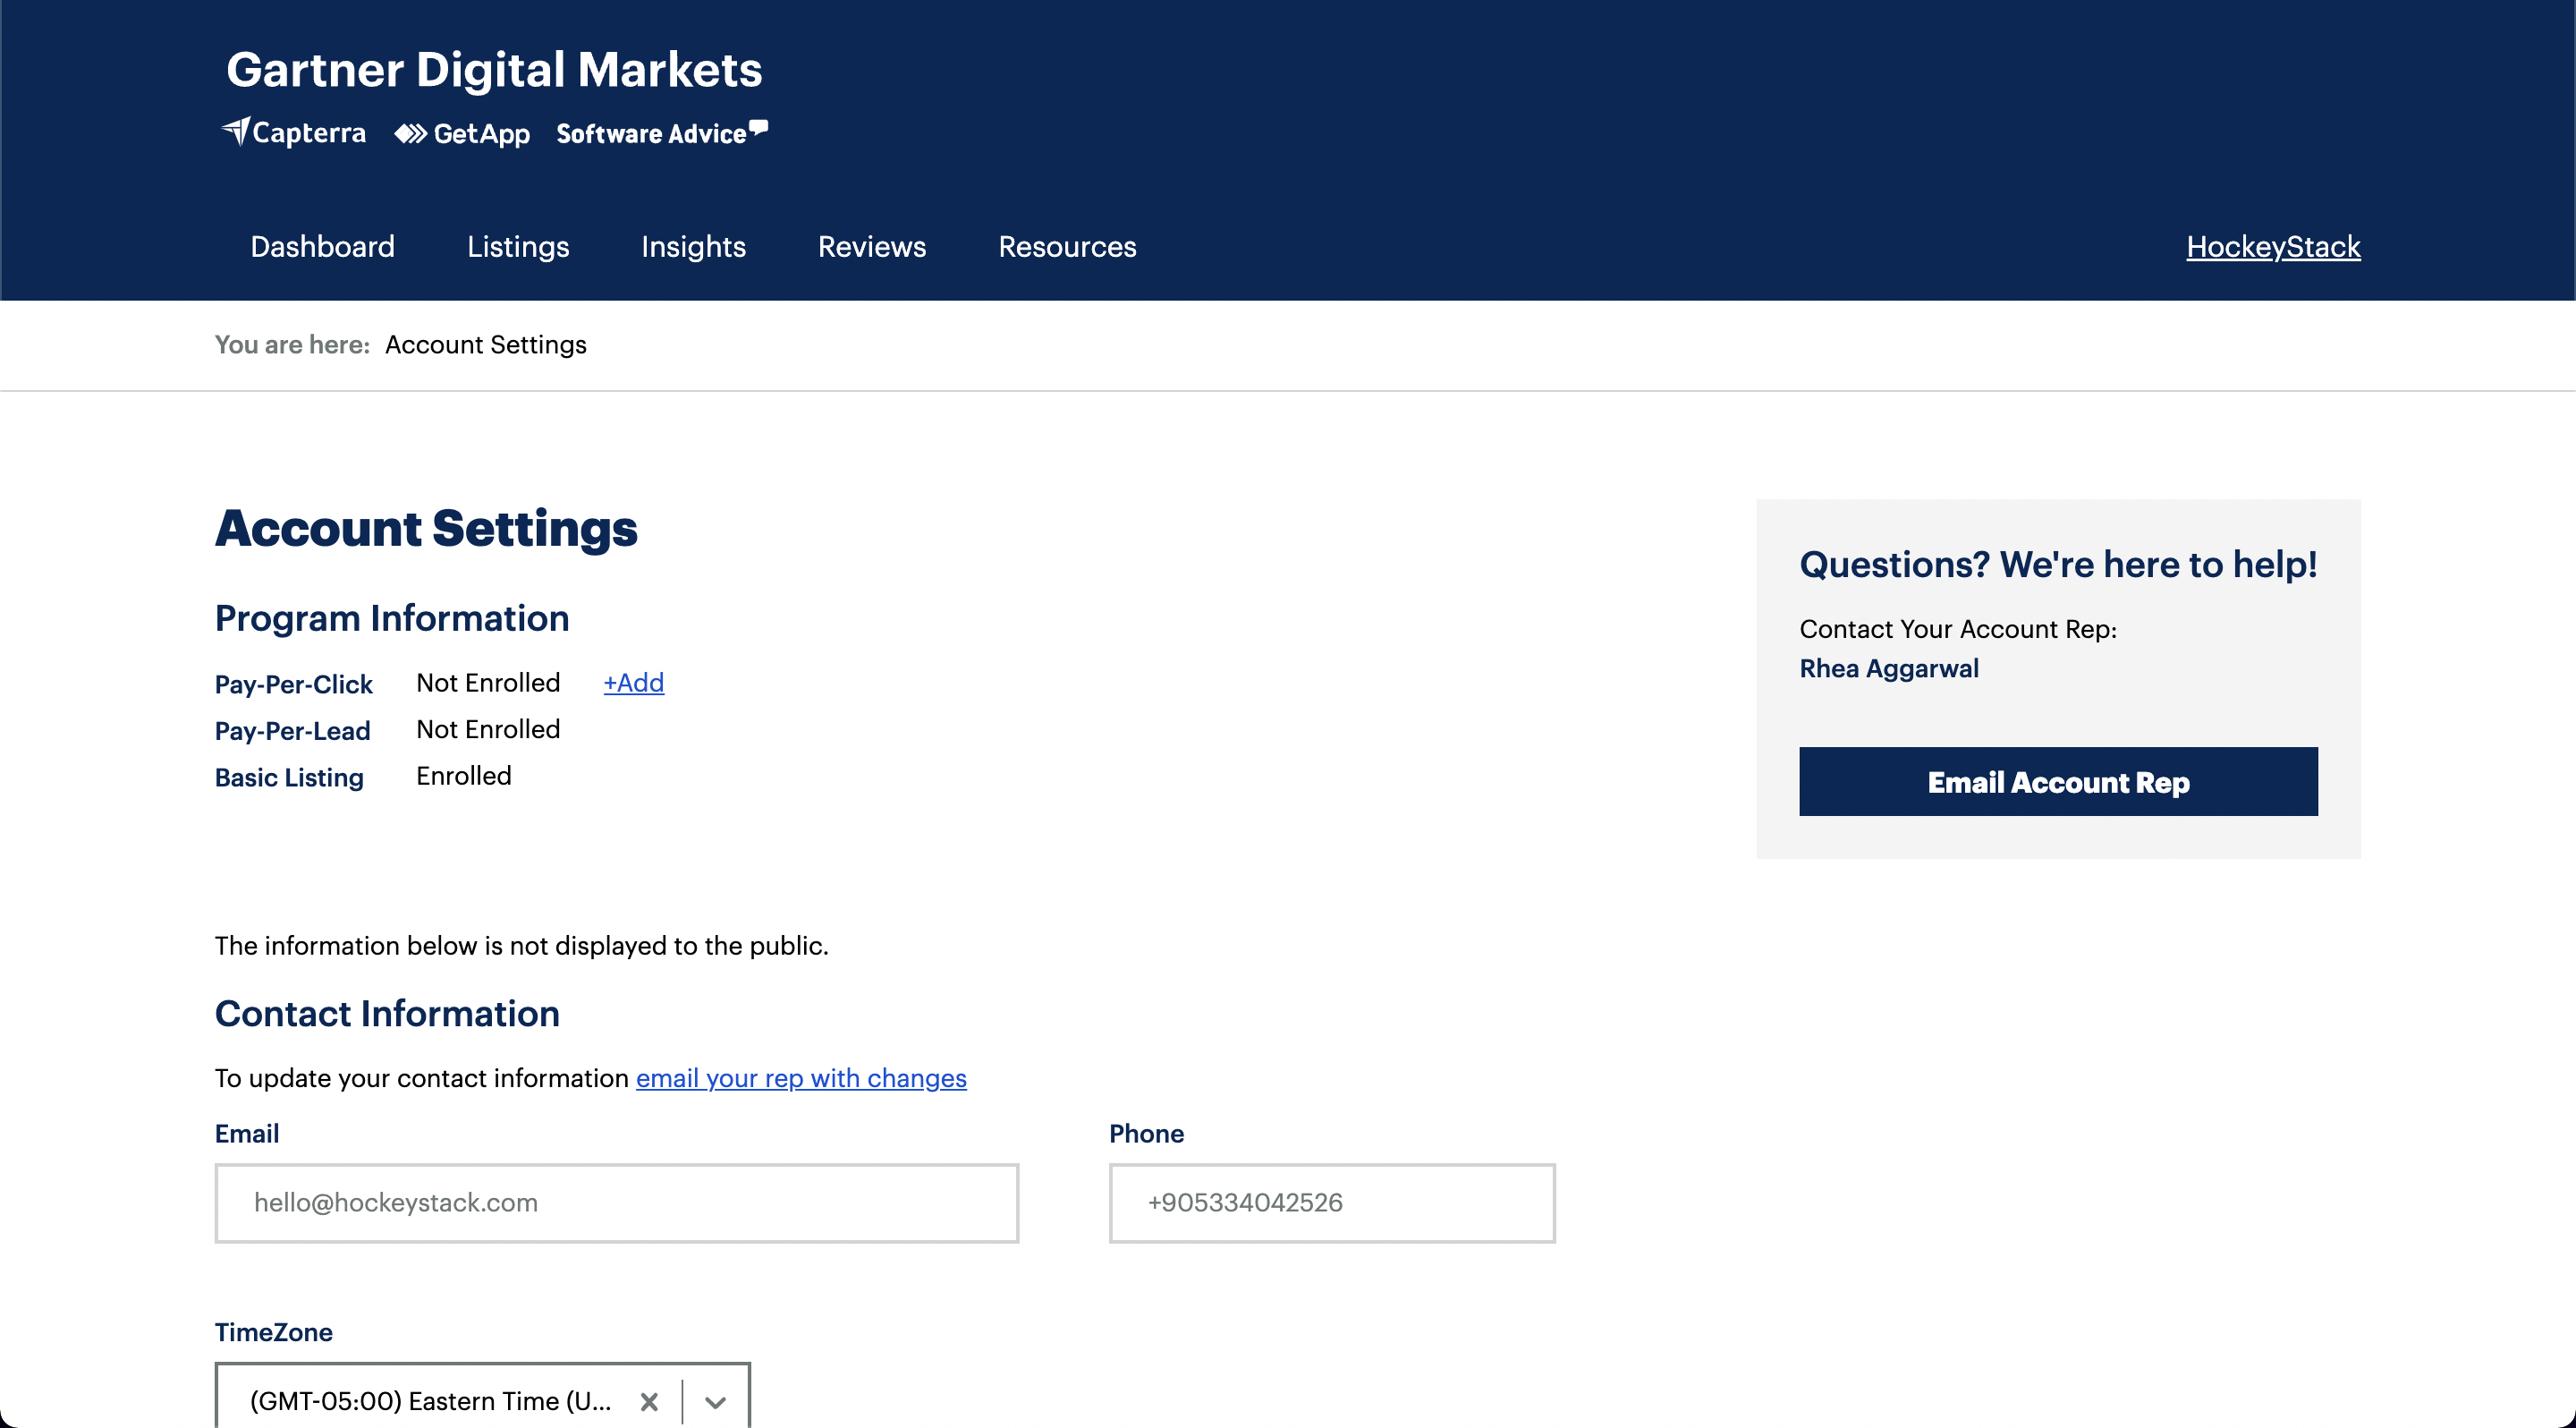 Gartner Digital Markets
Capterra GetApp Software Advice
Dashboard Listings Insights Reviews Resources HockeyStack
You are here: Account Settings
Account Settings
Program Information
Pay-Per-Click Not Enrolled +Add
Pay-Per-Lead Not Enrolled
Basic Listing Enrolled
Questions? We're here to help!
Contact Your Account Rep:
Rhea Aggarwal
Email Account Rep
The information below is not displayed to the public.
Contact Information
To update your contact information email your rep with changes
Email Phone
hello@hockeystack.com +905334042526
TimeZone
(GMT-05:00) Eastern Time (U...